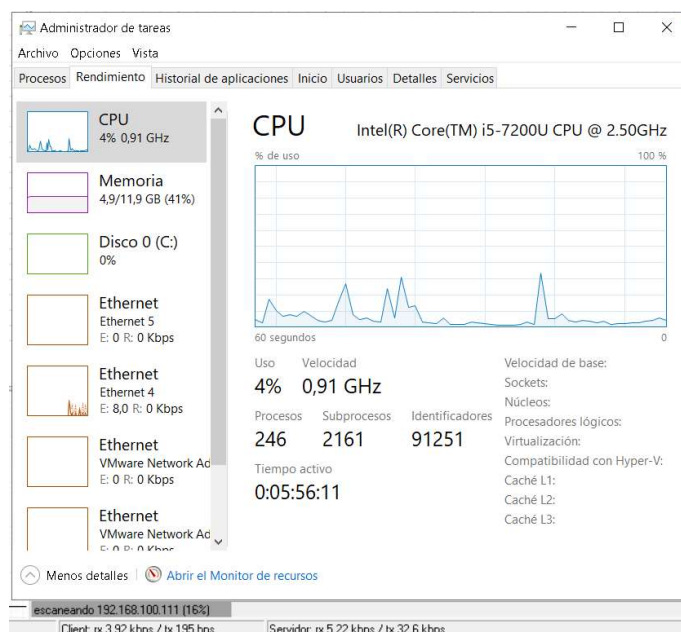 Administrador de tareas
Archivo Opciones Vista
Procesos Rendimiento Historial de aplicaciones Inicio Usuarios Detalles Servicios
CPU
4% 0,91 GHz
Memoria
4,9/11,9 GB (41%)
Disco 0 (C:)
0%
Ethernet
Ethernet 5
E: 0 R: 0 Kbps
Ethernet
Ethernet 4
E: 8,0 R: 0 Kbps
Ethernet
VMware Network Ad
E: 0 R: 0 Kbps
Ethernet
VMware Network Ad
E: 0 R: 0 Kbps
CPU Intel(R) Core(TM) i5-7200U CPU @ 2.50GHz
% de uso 100 %
60 segundos 0
Uso Velocidad
4% 0,91 GHz
Procesos Subprocesos Identificadores
246 2161 91251
Tiempo activo
0:05:56:11
Velocidad de base:
Sockets:
Núcleos:
Procesadores lógicos:
Virtualización:
Compatibilidad con Hyper-V:
Caché L1:
Caché L2:
Caché L3:
Menos detalles Abrir el Monitor de recursos
escaneando 192.168.100.111 (16%)
Client: rx 3.92 kbps / tx 195 bps Servidor: rx 5.22 kbps / tx 32.6 kbps